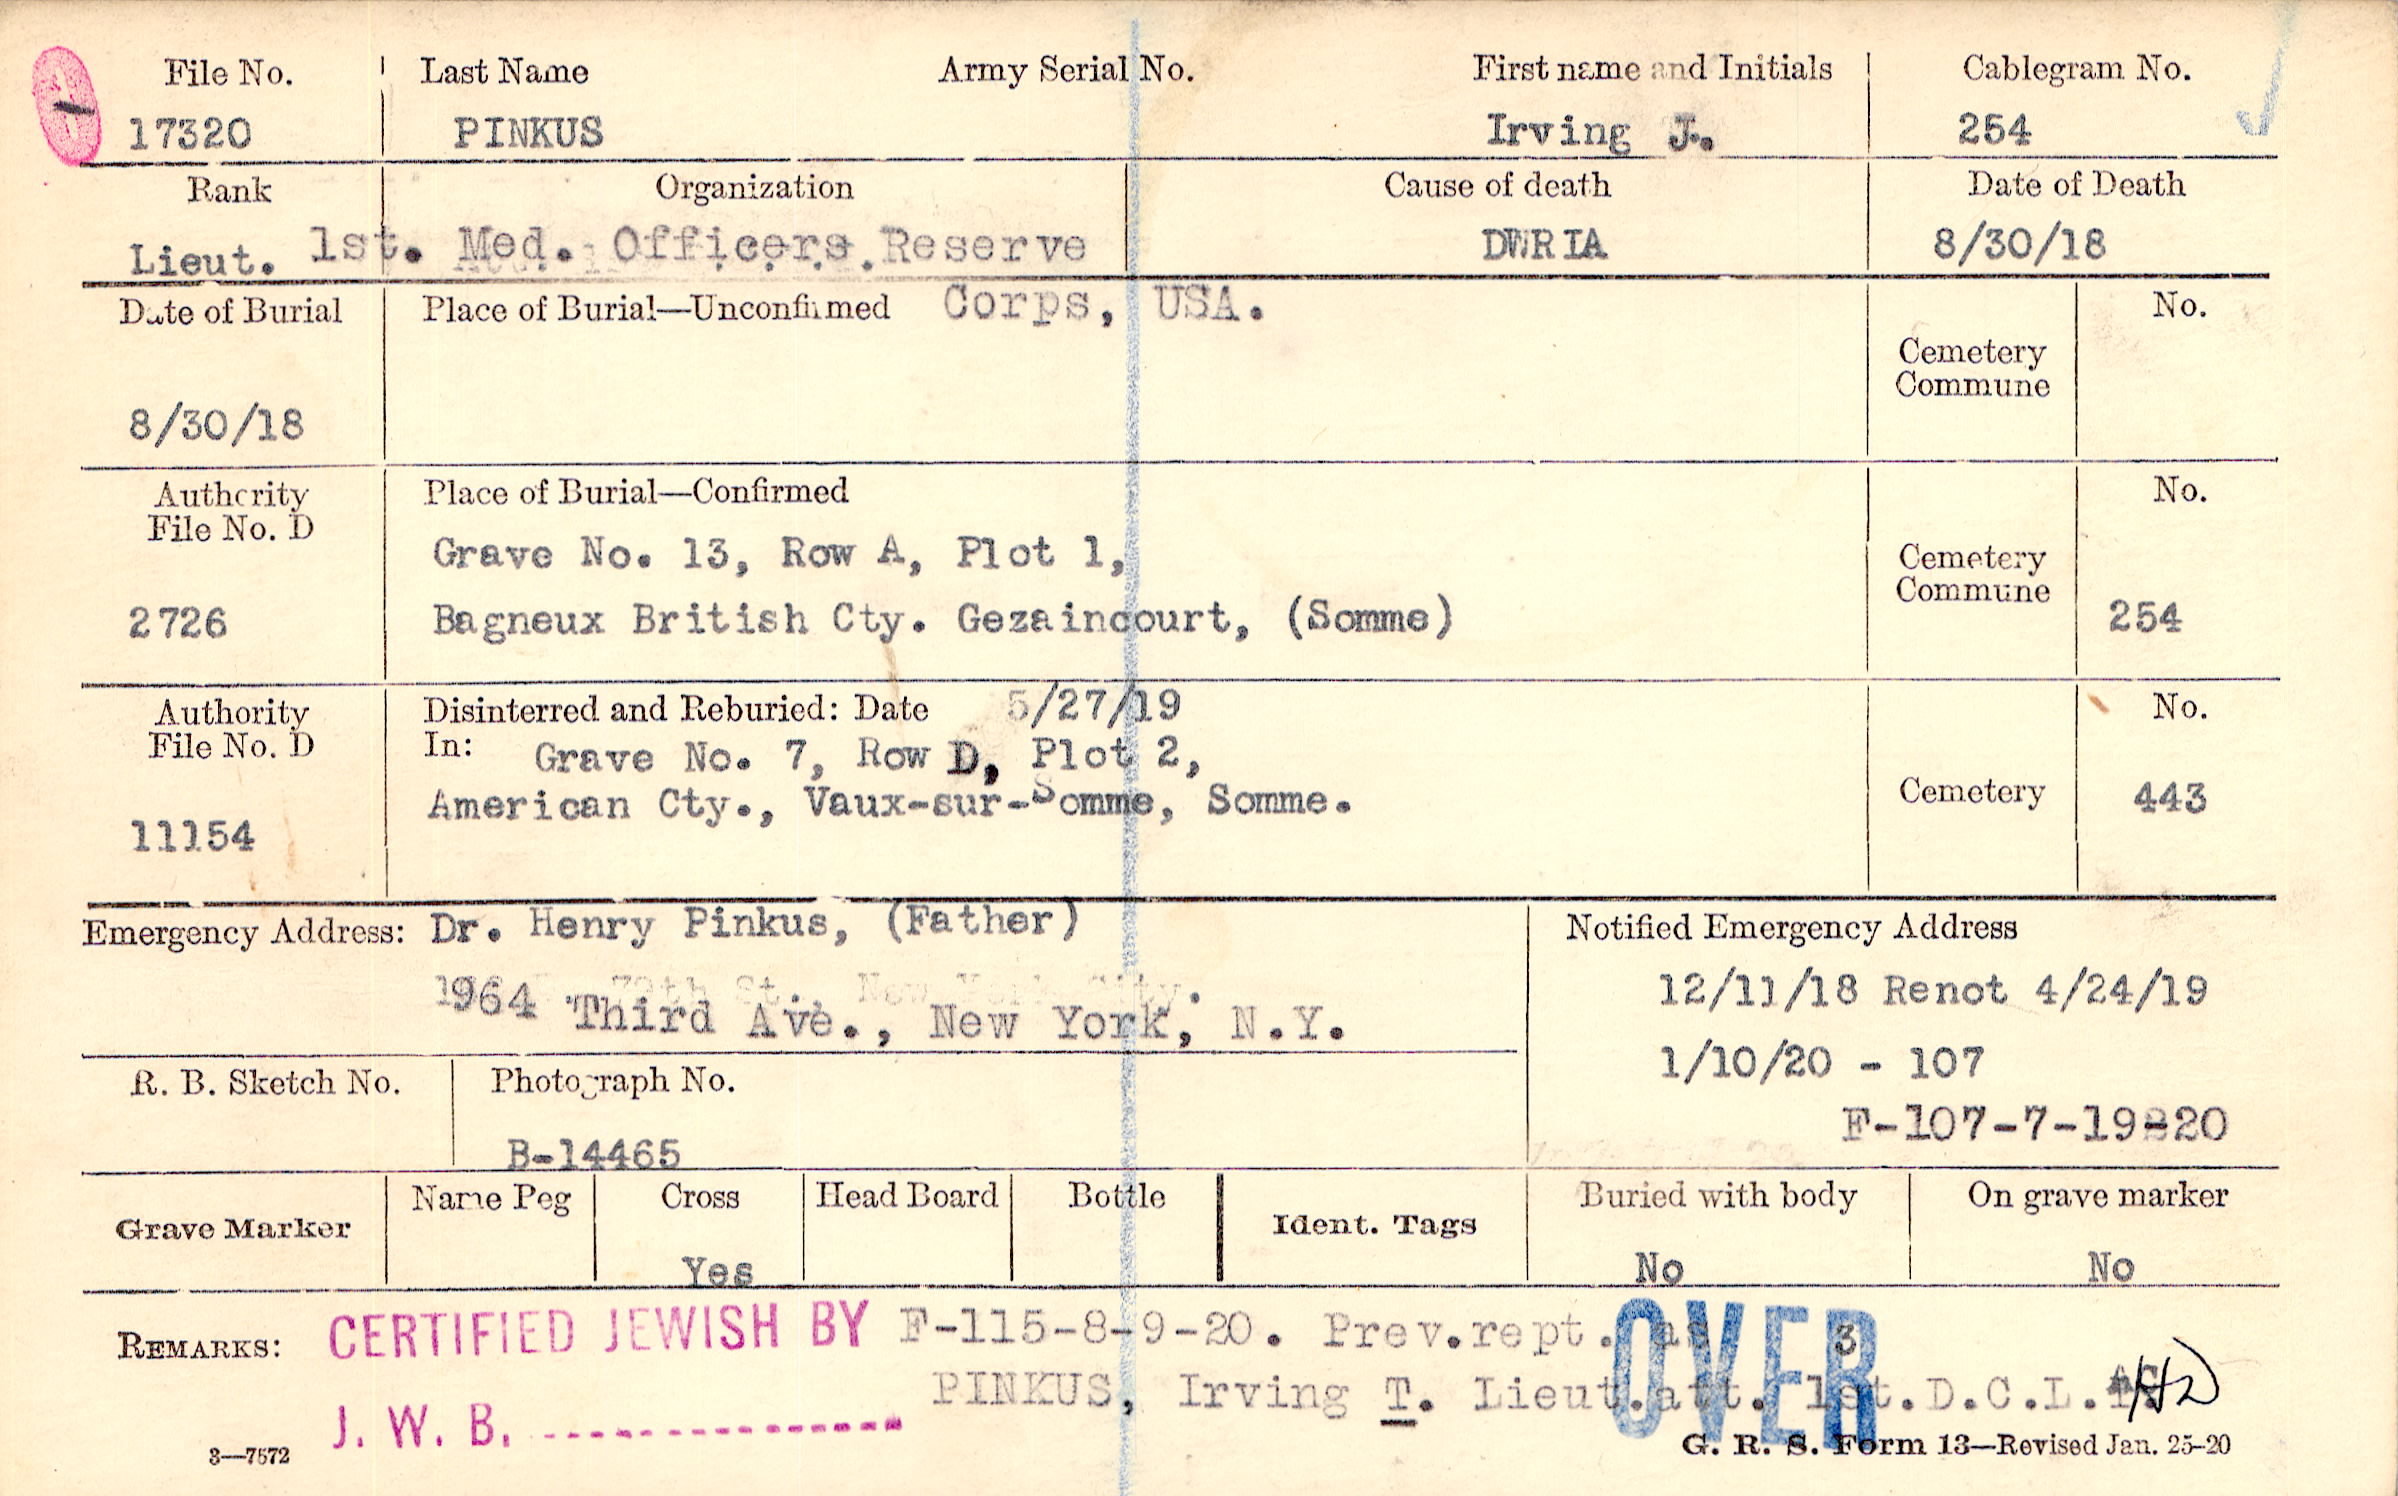 File No. Last Name Army Serial No. First name and Initials Cablegram No.
17320 PINKUS Irving J. 254
Rank Organization Cause of death Date of Death
Lieut. 1st. Med. Officers Reserve DWRIA 8/30/18
Corps, USA.
Date of Burial Place of Burial—Unconfirmed No.
Cemetery
Commune
8/30/18
Authority Place of Burial—Confirmed No.
File No. D
Grave No. 13, Row A, Plot 1, Cemetery
Commune
2726 Bagneux British Cty. Gezaincourt, (Somme) 254
Authority Disinterred and Reburied: Date 5/27/19 No.
File No. D In: Grave No. 7, Row D, Plot 2,
American Cty., Vaux-sur-Somme, Somme. Cemetery 443
11154
Emergency Address: Dr. Henry Pinkus, (Father) Notified Emergency Address
1964 Third Ave., New York, N.Y. 12/11/18 Renot 4/24/19
1/10/20 - 107
R. B. Sketch No. Photograph No. F-107-7-19-20
B-14465
Grave Marker Name Peg Cross Head Board Bottle Ident. Tags Buried with body On grave marker
Yes No No
REMARKS: CERTIFIED JEWISH BY F-115-8-9-20. Prev.rept. as 3
OVER
J. W. B. PINKUS, Irving T. Lieut.att. 1st.D.C.L.
3—7572 G. R. S. Form 13—Revised Jan. 25-20